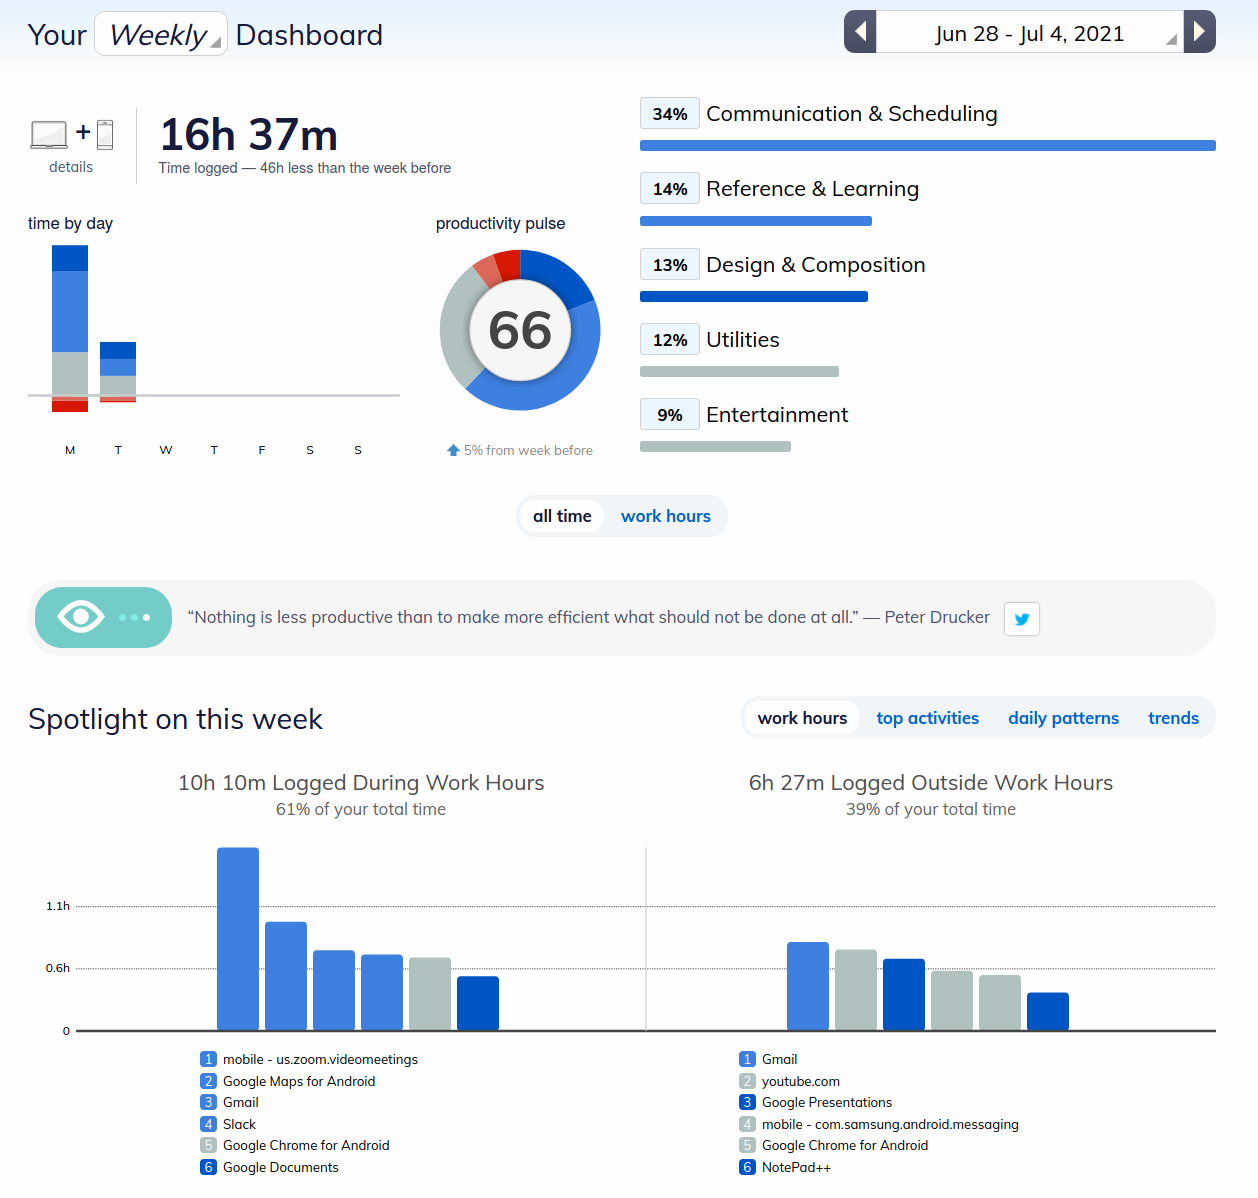 Your Weekly Dashboard
Jun 28 - Jul 4, 2021
+
details
16h 37m
Time logged — 46h less than the week before
time by day
M T W T F S S
productivity pulse
66
5% from week before
34% Communication & Scheduling
14% Reference & Learning
13% Design & Composition
12% Utilities
9% Entertainment
all time work hours
“Nothing is less productive than to make more efficient what should not be done at all.” — Peter Drucker
Spotlight on this week
work hours top activities daily patterns trends
10h 10m Logged During Work Hours
61% of your total time
6h 27m Logged Outside Work Hours
39% of your total time
1.1h
0.6h
0
1 mobile - us.zoom.videomeetings
2 Google Maps for Android
3 Gmail
4 Slack
5 Google Chrome for Android
6 Google Documents
1 Gmail
2 youtube.com
3 Google Presentations
4 mobile - com.samsung.android.messaging
5 Google Chrome for Android
6 NotePad++